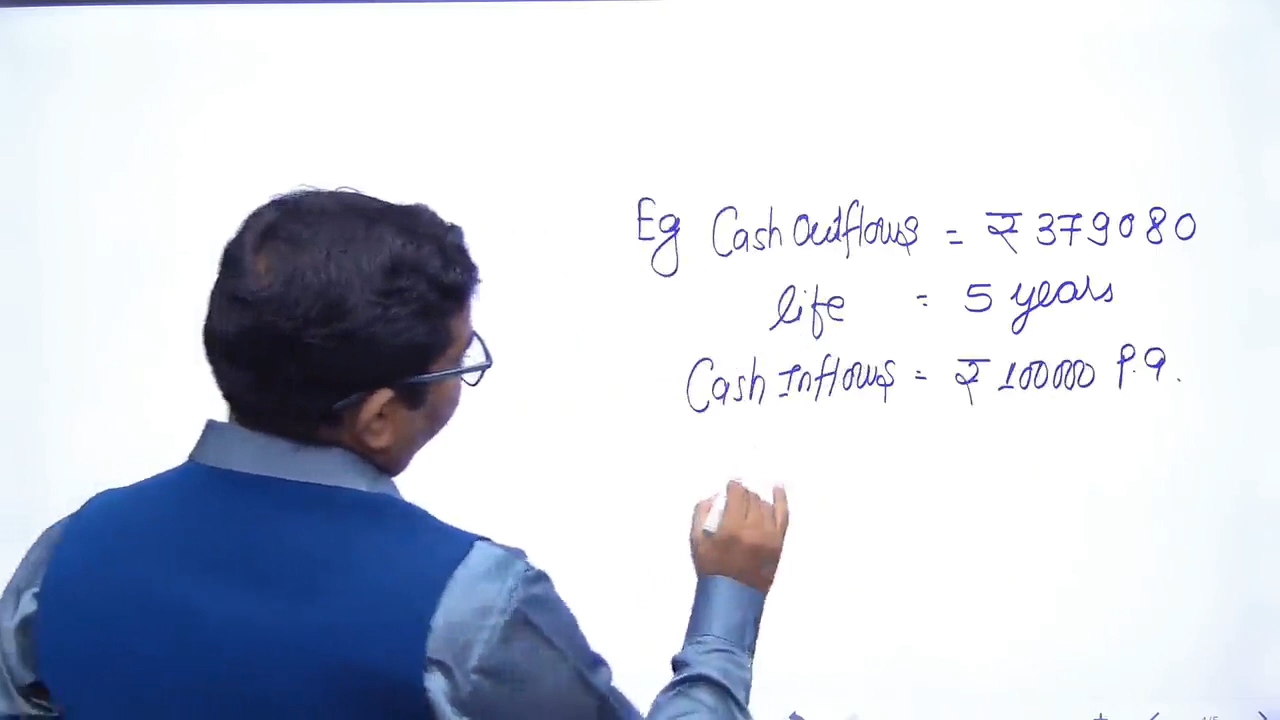 Eg Cash Outflows = ₹ 379080
life = 5 years
Cash Inflows = ₹ 100000 P.a.